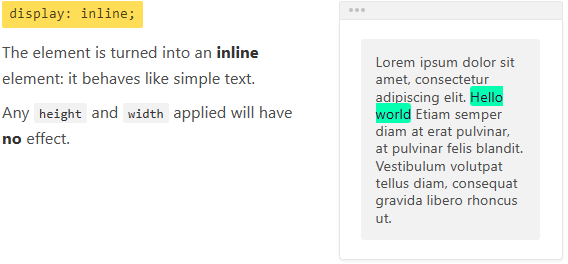 display: inline;
The element is turned into an inline
element: it behaves like simple text.
Any height and width applied will have
no effect.
Lorem ipsum dolor sit
amet, consectetur
adipiscing elit. Hello
world Etiam semper
diam at erat pulvinar,
at pulvinar felis blandit.
Vestibulum volutpat
tellus diam, consequat
gravida libero rhoncus
ut.